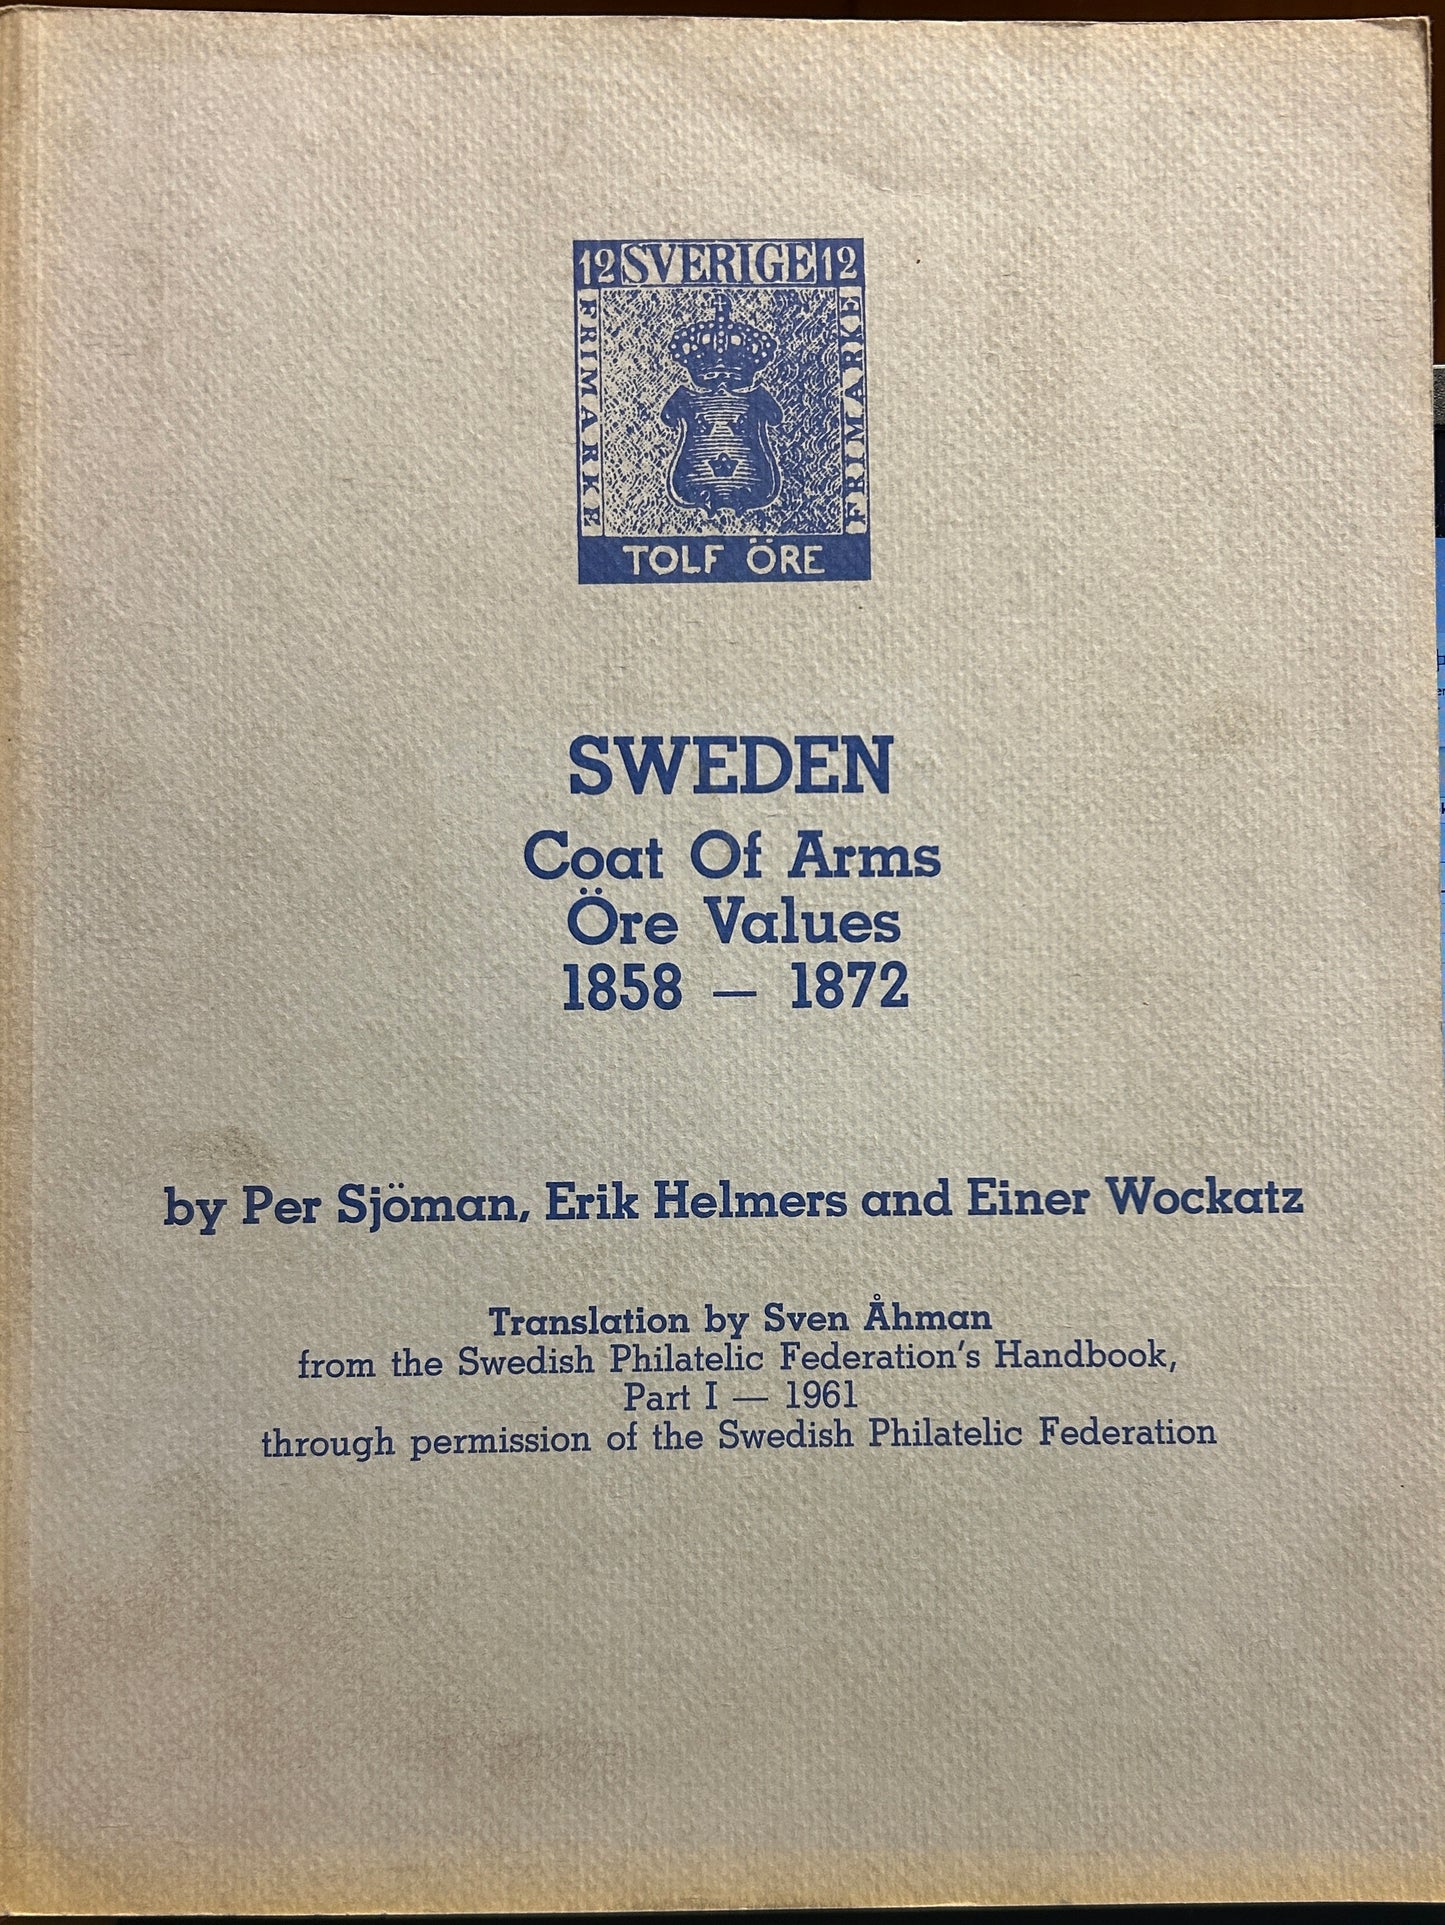 12 SVERIGE 12
FRIMARKE
FRIMARKE
TOLF ÖRE
SWEDEN
Coat Of Arms
Öre Values
1858 — 1872
by Per Sjöman, Erik Helmers and Einer Wockatz
Translation by Sven Åhman
from the Swedish Philatelic Federation's Handbook,
Part I — 1961
through permission of the Swedish Philatelic Federation